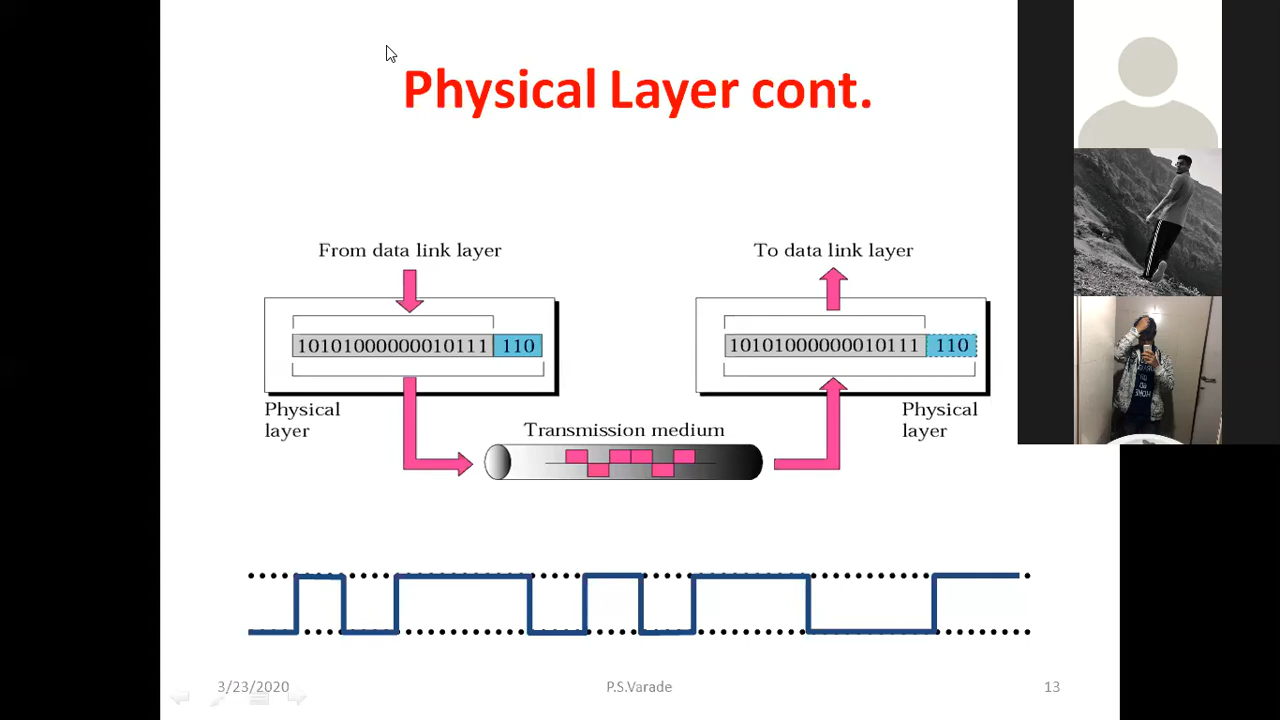 Physical Layer cont.
From data link layer
To data link layer
10101000000010111 110
10101000000010111 110
Physical
layer
Physical
layer
Transmission medium
3/23/2020
P.S.Varade
13